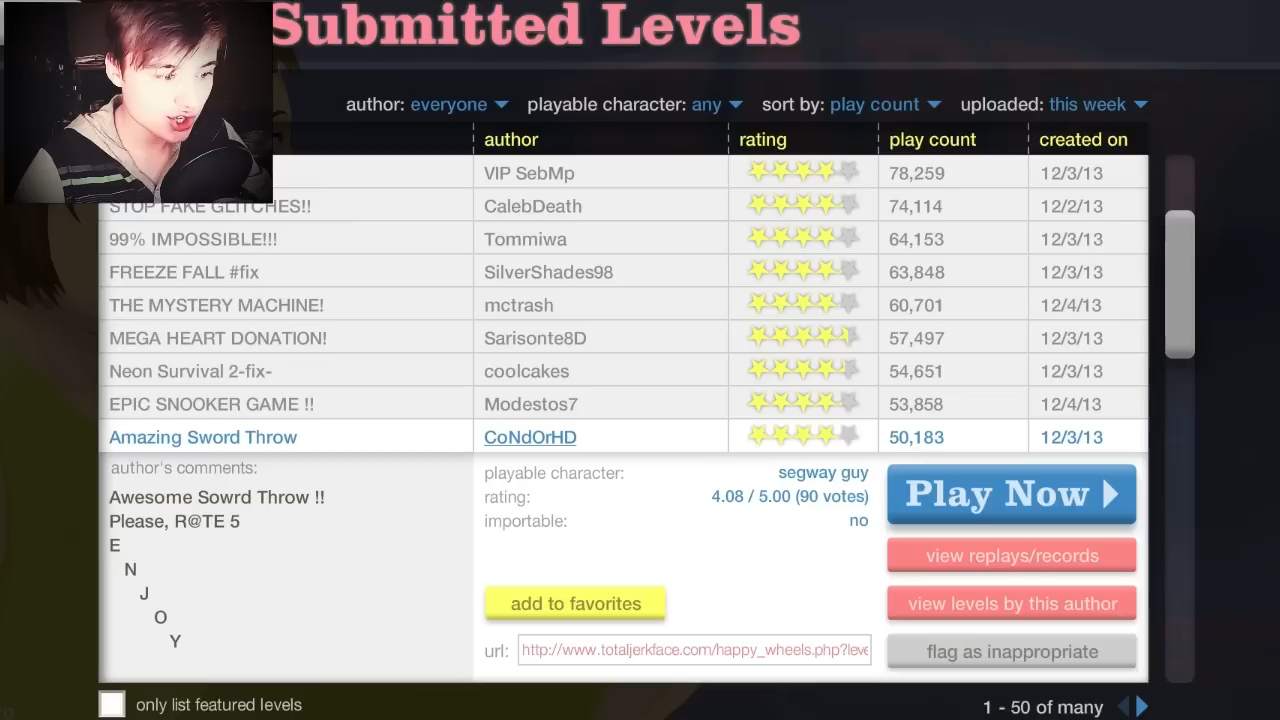 Submitted Levels
author: everyone playable character: any sort by: play count uploaded: this week
author rating play count created on
VIP SebMp 78,259 12/3/13
STOP FAKE GLITCHES!! CalebDeath 74,114 12/2/13
99% IMPOSSIBLE!!! Tommiwa 64,153 12/3/13
FREEZE FALL #fix SilverShades98 63,848 12/3/13
THE MYSTERY MACHINE! mctrash 60,701 12/4/13
MEGA HEART DONATION! Sarisonte8D 57,497 12/3/13
Neon Survival 2-fix- coolcakes 54,651 12/3/13
EPIC SNOOKER GAME !! Modestos7 53,858 12/4/13
Amazing Sword Throw CoNdOrHD 50,183 12/3/13
author's comments: playable character: segway guy Play Now
Awesome Sowrd Throw !! rating: 4.08 / 5.00 (90 votes)
Please, R@TE 5 importable: no
E view replays/records
N
J
O add to favorites view levels by this author
Y
url: http://www.totaljerkface.com/happy_wheels.php?leve flag as inappropriate
only list featured levels 1 - 50 of many